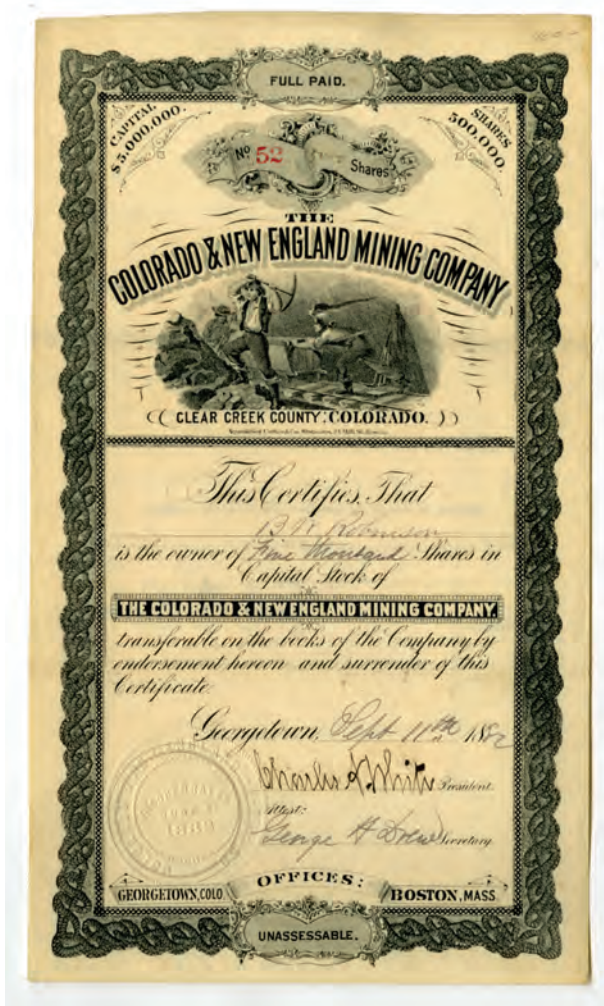 FULL PAID.
CAPITAL $5,000,000.
SHARES 500,000.
No 52 Shares
THE
COLORADO & NEW ENGLAND MINING COMPANY
CLEAR CREEK COUNTY, COLORADO.
This Certifies, That
Robinson
is the owner of Five Thousand Shares in
Capital Stock of
THE COLORADO & NEW ENGLAND MINING COMPANY,
transferable on the books of the Company by
endorsement hereon and surrender of this
Certificate.
Georgetown, Sept 11th 1882
Charles A. White President.
Attest:
George H Drew Secretary
OFFICES:
GEORGETOWN, COLO.
BOSTON, MASS.
UNASSESSABLE.